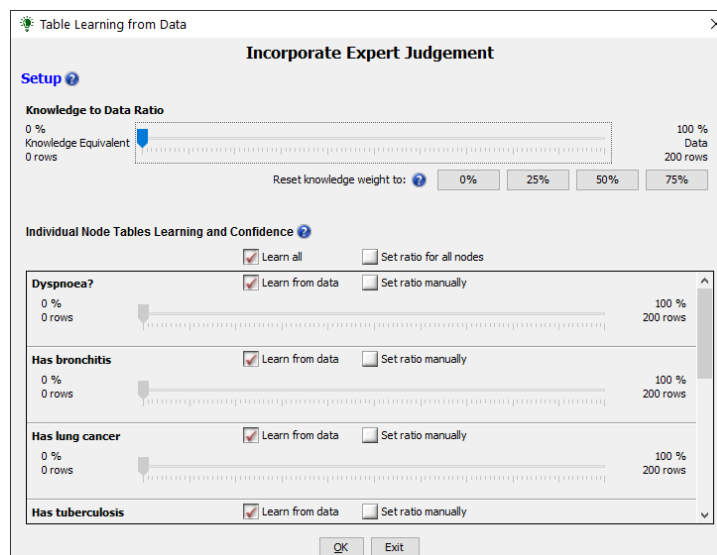 Table Learning from Data
Incorporate Expert Judgement
Setup
Knowledge to Data Ratio
0 % 100 %
Knowledge Equivalent Data
0 rows 200 rows
Reset knowledge weight to: 0% 25% 50% 75%
Individual Node Tables Learning and Confidence
Learn all Set ratio for all nodes
Dyspnoea? Learn from data Set ratio manually
0 % 100 %
0 rows 200 rows
Has bronchitis Learn from data Set ratio manually
0 % 100 %
0 rows 200 rows
Has lung cancer Learn from data Set ratio manually
0 % 100 %
0 rows 200 rows
Has tuberculosis Learn from data Set ratio manually
OK Exit